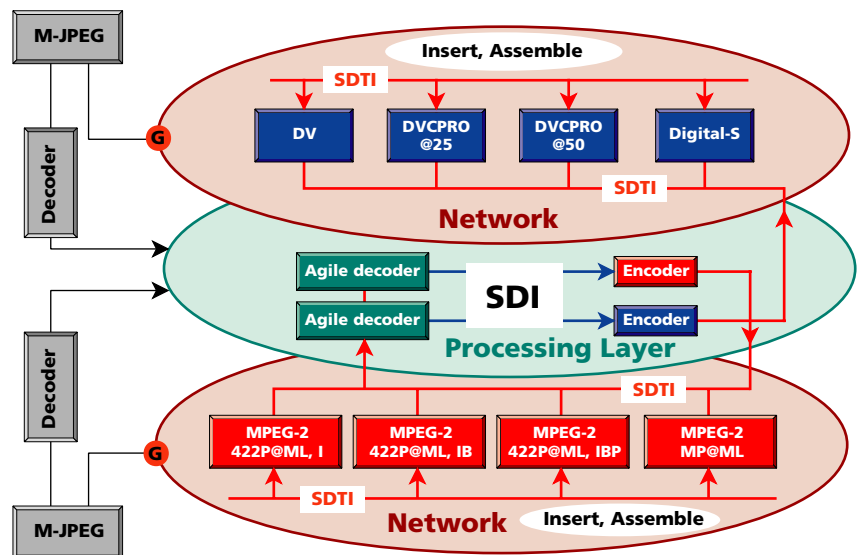 M-JPEG
Insert, Assemble
SDTI
G
DV
DVCPRO
@25
DVCPRO
@50
Digital-S
Decoder
SDTI
Network
Agile decoder
SDI
Encoder
Agile decoder
Encoder
Processing Layer
Decoder
SDTI
MPEG-2
422P@ML, I
MPEG-2
422P@ML, IB
MPEG-2
422P@ML, IBP
MPEG-2
MP@ML
G
SDTI
Network
Insert, Assemble
M-JPEG